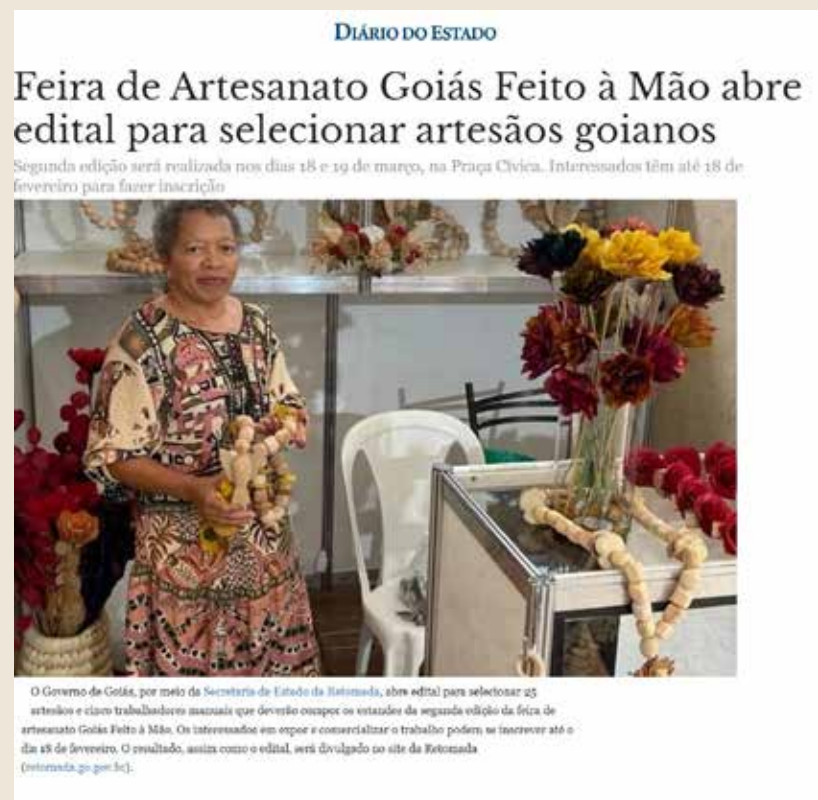 DIÁRIO DO ESTADO
Feira de Artesanato Goiás Feito à Mão abre
edital para selecionar artesãos goianos
Segunda edição será realizada nos dias 18 e 19 de março, na Praça Cívica. Interessados têm até 18 de
fevereiro para fazer inscrição
O Governo de Goiás, por meio da Secretaria de Estado da Retomada, abre edital para selecionar 25
artesãos e cinco trabalhadores manuais que deverão compor os estandes da segunda edição da feira de
artesanato Goiás Feito à Mão. Os interessados em expor e comercializar o trabalho podem se inscrever até o
dia 18 de fevereiro. O resultado, assim como o edital, será divulgado no site da Retomada
(retomada.go.gov.br).